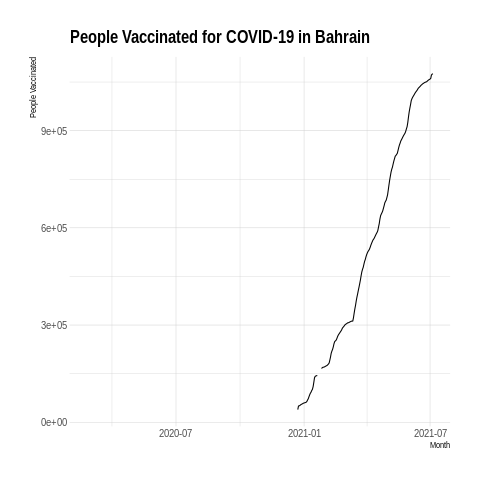 People Vaccinated for COVID-19 in Bahrain
People Vaccinated
9e+05
6e+05
3e+05
0e+00
2020-07
2021-01
2021-07
Month